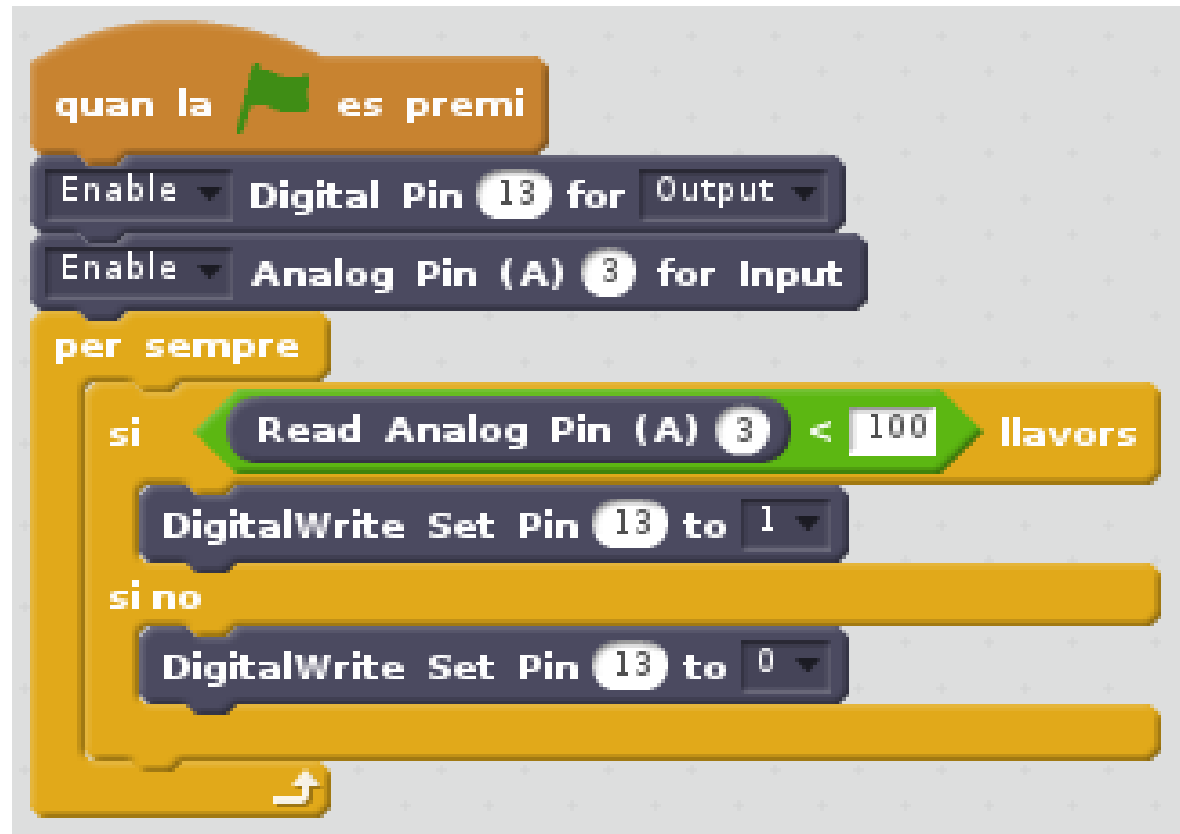 quan la es premi
Enable Digital Pin 13 for Output
Enable Analog Pin (A) 3 for Input
per sempre
si Read Analog Pin (A) 3 < 100 llavors
DigitalWrite Set Pin 13 to 1
si no
DigitalWrite Set Pin 13 to 0